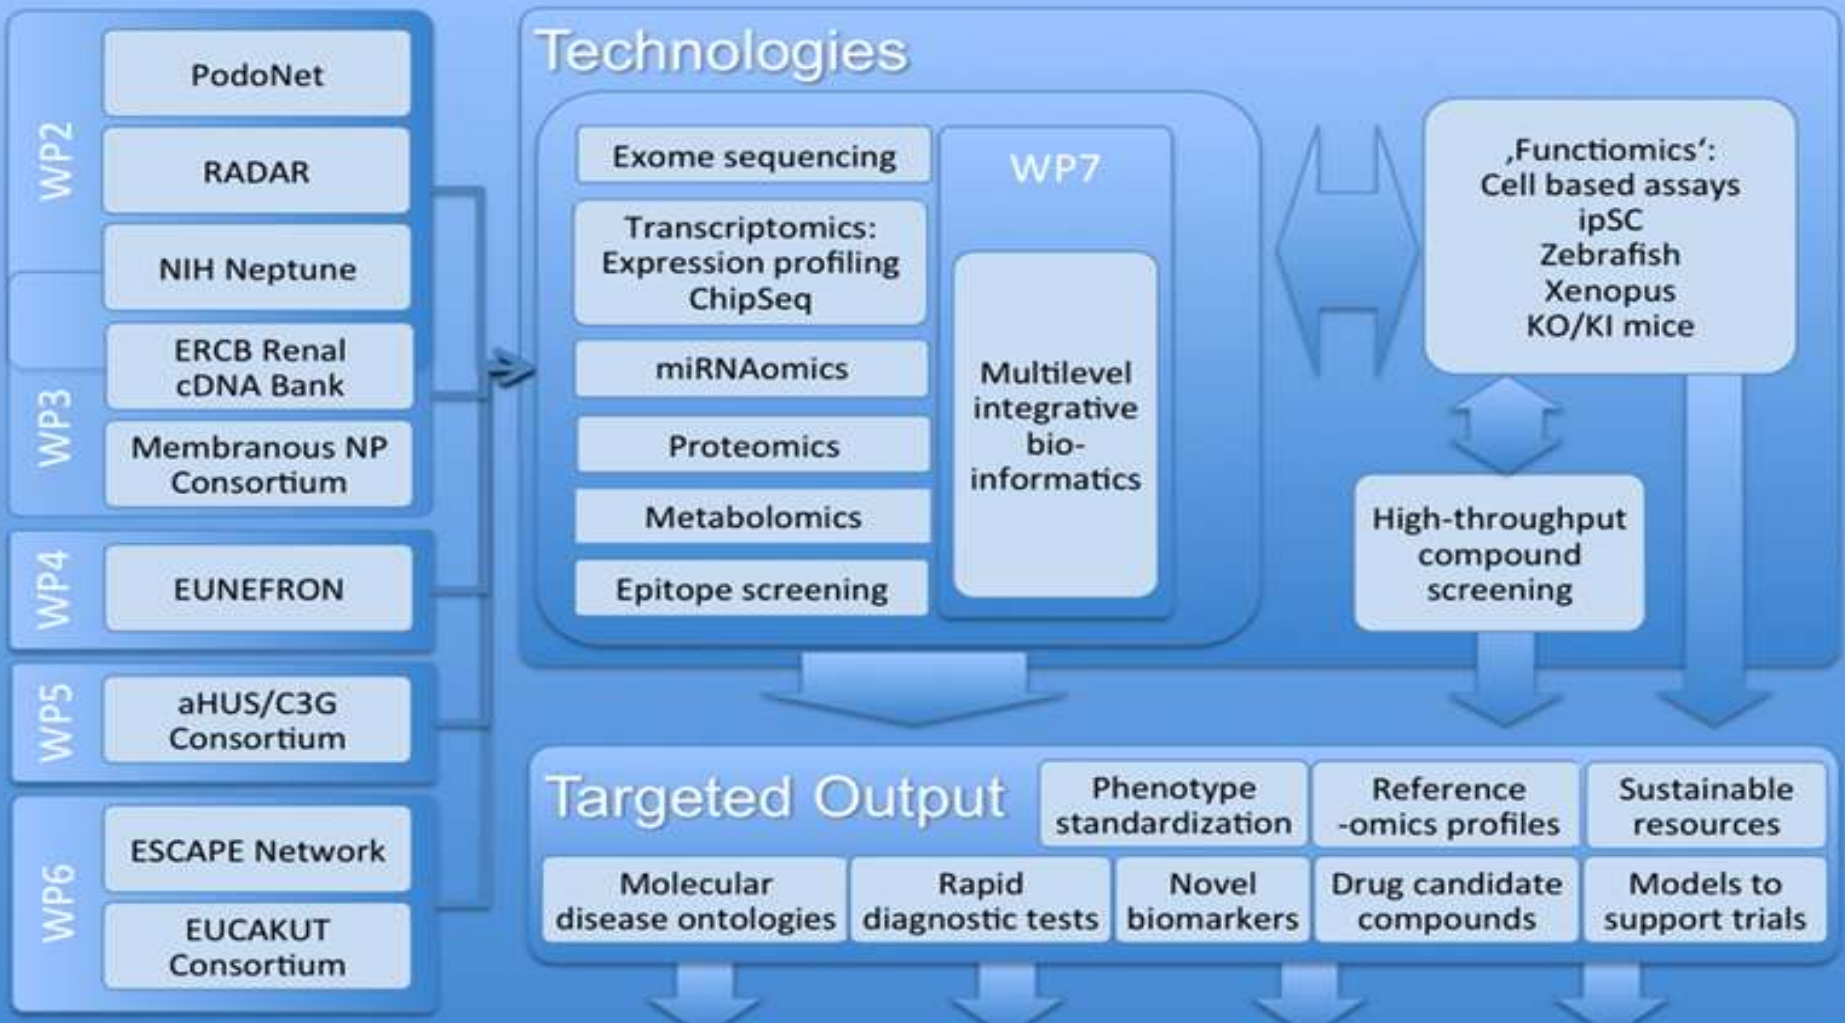 WP2
PodoNet
RADAR
NIH Neptune
WP3
ERCB Renal
cDNA Bank
Membranous NP
Consortium
WP4
EUNEFRON
WP5
aHUS/C3G
Consortium
WP6
ESCAPE Network
EUCAKUT
Consortium
Technologies
Exome sequencing
Transcriptomics:
Expression profiling
ChipSeq
miRNAomics
Proteomics
Metabolomics
Epitope screening
WP7
Multilevel
integrative
bio-
informatics
‚Functiomics‘:
Cell based assays
ipSC
Zebrafish
Xenopus
KO/KI mice
High-throughput
compound
screening
Targeted Output
Phenotype
standardization
Reference
-omics profiles
Sustainable
resources
Molecular
disease ontologies
Rapid
diagnostic tests
Novel
biomarkers
Drug candidate
compounds
Models to
support trials